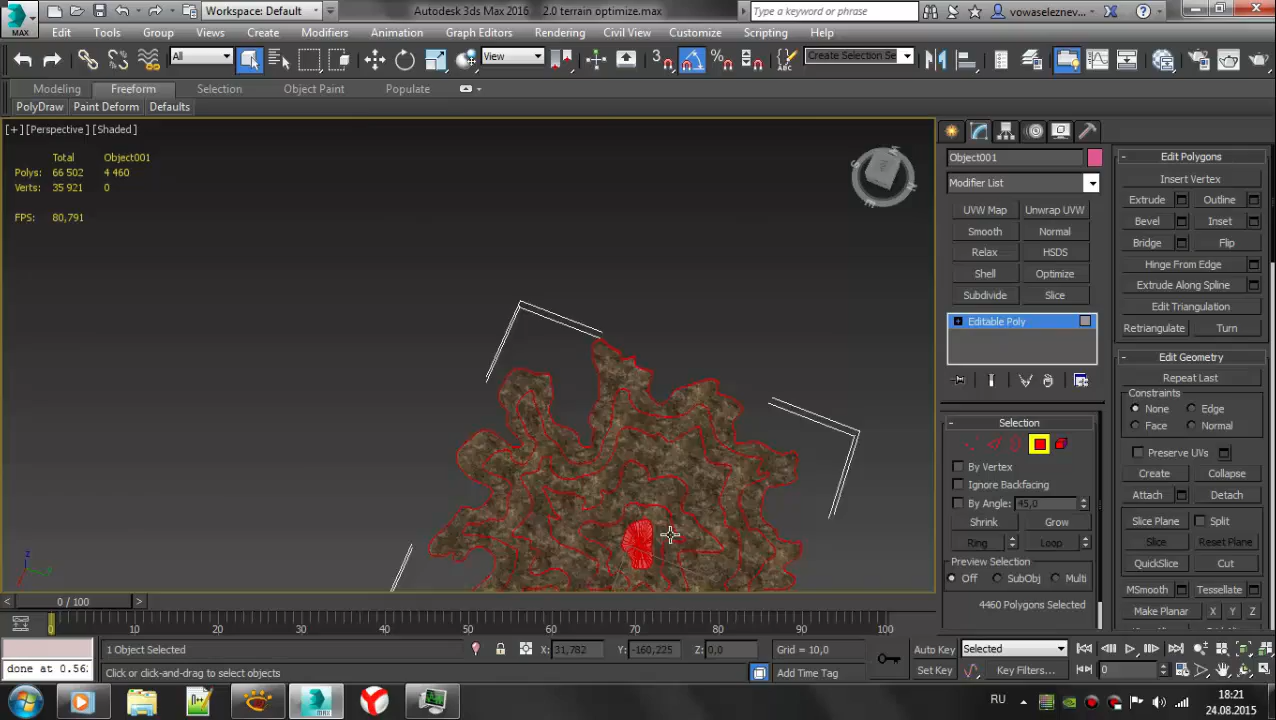 MAX
Workspace: Default
Autodesk 3ds Max 2016
2.0 terrain optimize.max
Type a keyword or phrase
vowaseleznev...
Edit
Tools
Group
Views
Create
Modifiers
Animation
Graph Editors
Rendering
Civil View
Customize
Scripting
Help
All
View
Create Selection Se
Modeling
Freeform
Selection
Object Paint
Populate
PolyDraw
Paint Deform
Defaults
[+] [Perspective] [Shaded]
Total
Object001
Polys: 66 502
4 460
Verts: 35 921
0
FPS:
80,791
Object001
Modifier List
UVW Map
Unwrap UVW
Smooth
Normal
Relax
HSDS
Shell
Optimize
Subdivide
Slice
Editable Poly
Selection
By Vertex
Ignore Backfacing
By Angle:
45,0
Shrink
Grow
Ring
Loop
Preview Selection
Off
SubObj
Multi
4460 Polygons Selected
Edit Polygons
Insert Vertex
Extrude
Outline
Bevel
Inset
Bridge
Flip
Hinge From Edge
Extrude Along Spline
Edit Triangulation
Retriangulate
Turn
Edit Geometry
Repeat Last
Constraints
None
Edge
Face
Normal
Preserve UVs
Create
Collapse
Attach
Detach
Slice Plane
Split
Slice
Reset Plane
QuickSlice
Cut
MSmooth
Tessellate
Make Planar
X
Y
Z
0 / 100
0
10
20
30
40
50
60
70
80
90
100
1 Object Selected
X: 31,782
Y: -160,225
Z: 0,0
Grid = 10,0
Auto Key
Selected
done at 0.56
Click or click-and-drag to select objects
Add Time Tag
Set Key
Key Filters...
0
RU
18:21
24.08.2015